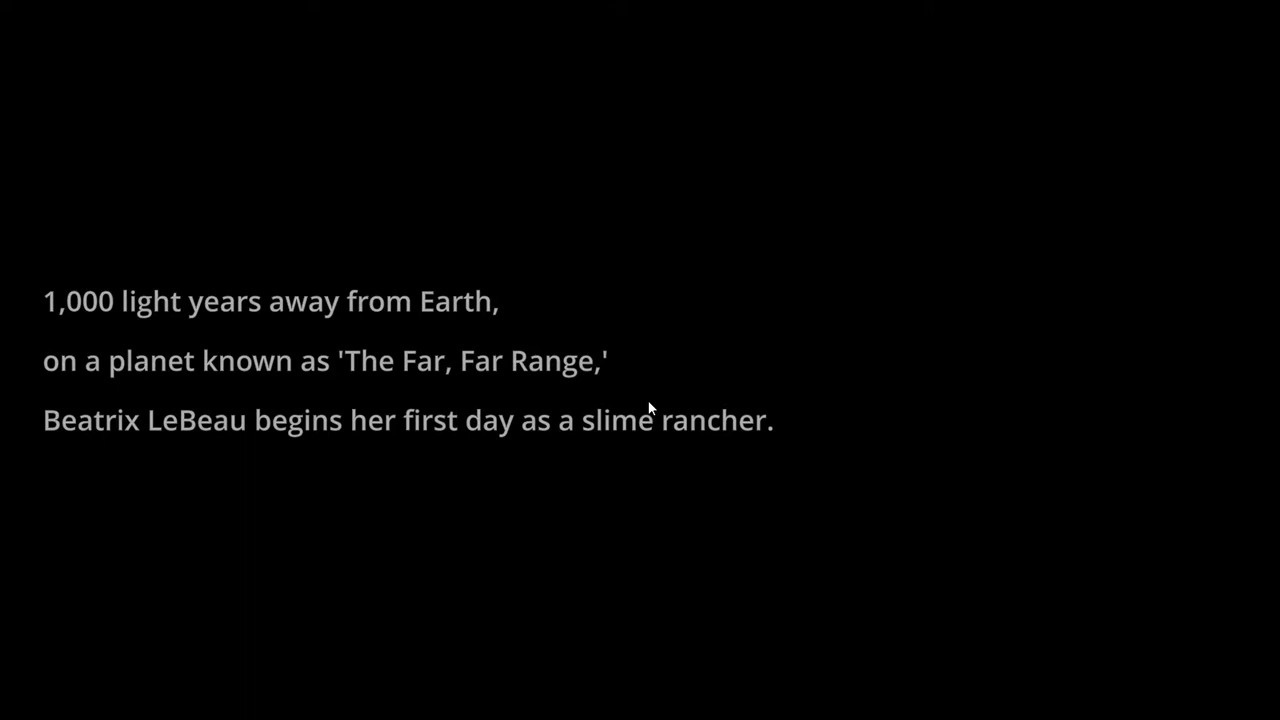 1,000 light years away from Earth,
on a planet known as 'The Far, Far Range,'
Beatrix LeBeau begins her first day as a slime rancher.